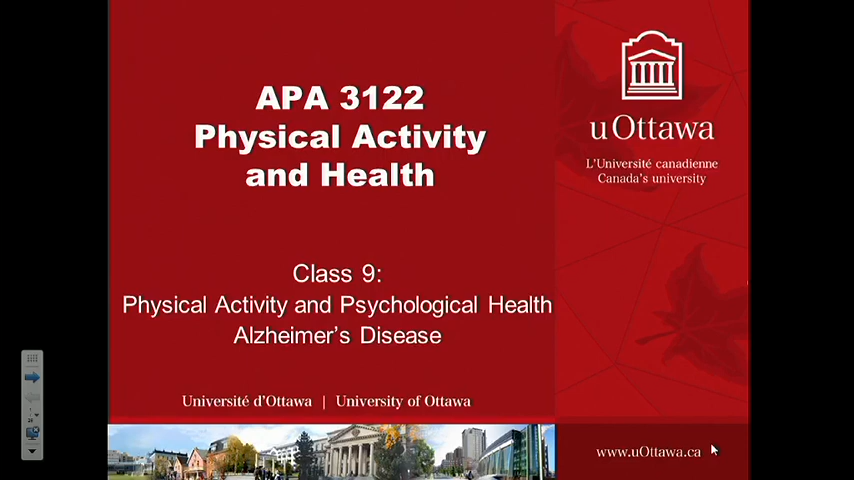 APA 3122
Physical Activity
and Health
Class 9:
Physical Activity and Psychological Health
Alzheimer's Disease
Université d'Ottawa | University of Ottawa
uOttawa
L'Université canadienne
Canada's university
www.uOttawa.ca